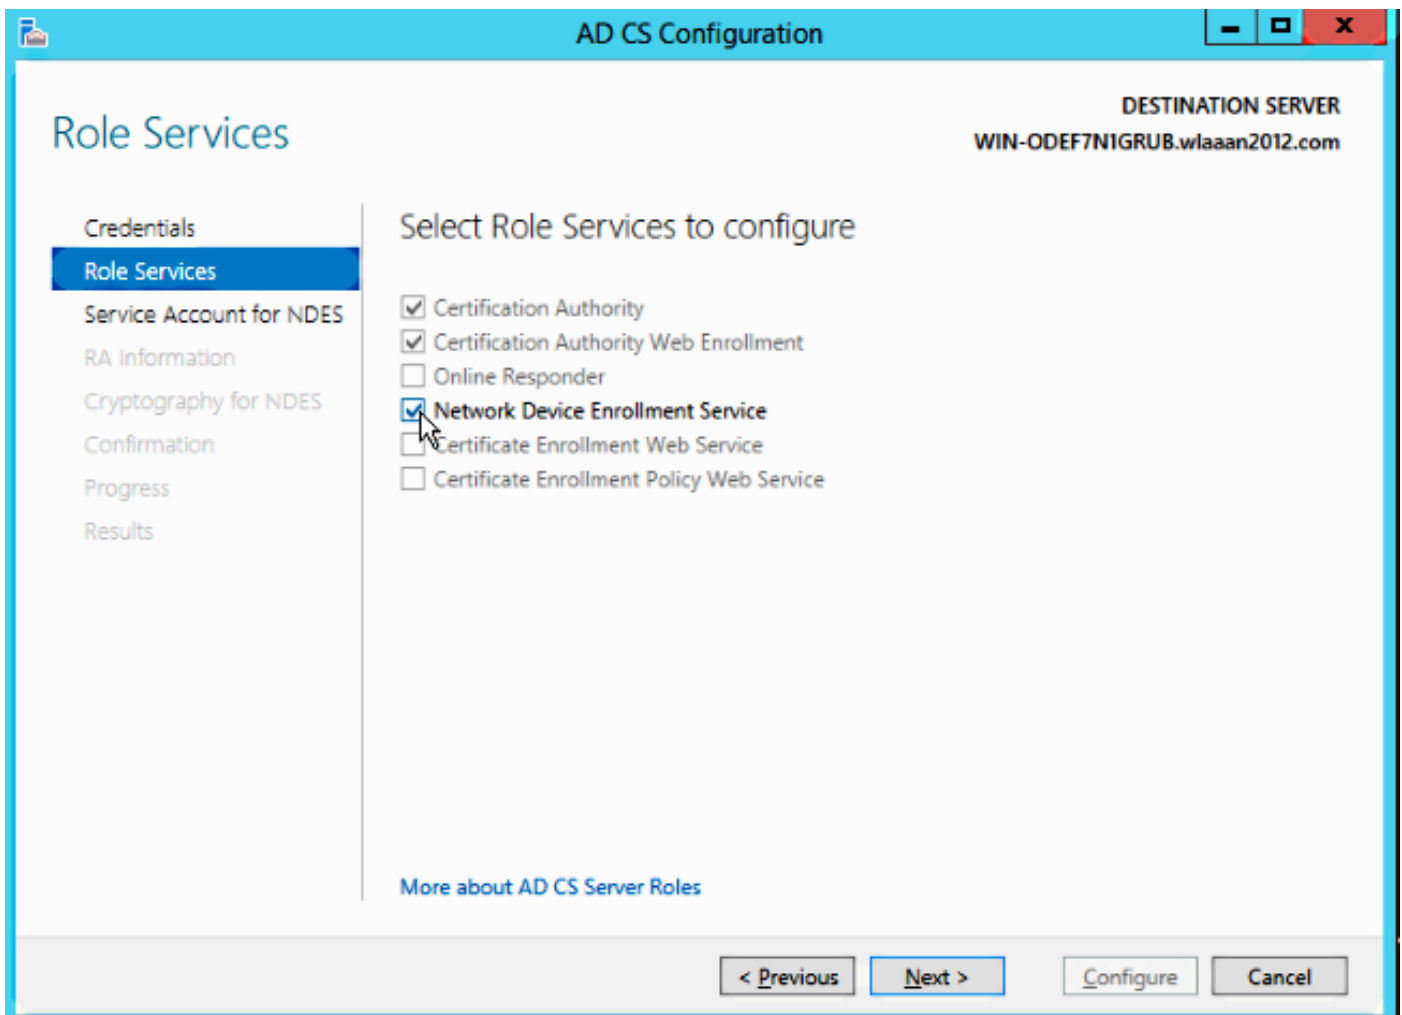 AD CS Configuration
Role Services
DESTINATION SERVER
WIN-ODEF7N1GRUB.wlaaan2012.com
Credentials
Role Services
Service Account for NDES
RA Information
Cryptography for NDES
Confirmation
Progress
Results
Select Role Services to configure
Certification Authority
Certification Authority Web Enrollment
Online Responder
Network Device Enrollment Service
Certificate Enrollment Web Service
Certificate Enrollment Policy Web Service
More about AD CS Server Roles
< Previous
Next >
Configure
Cancel